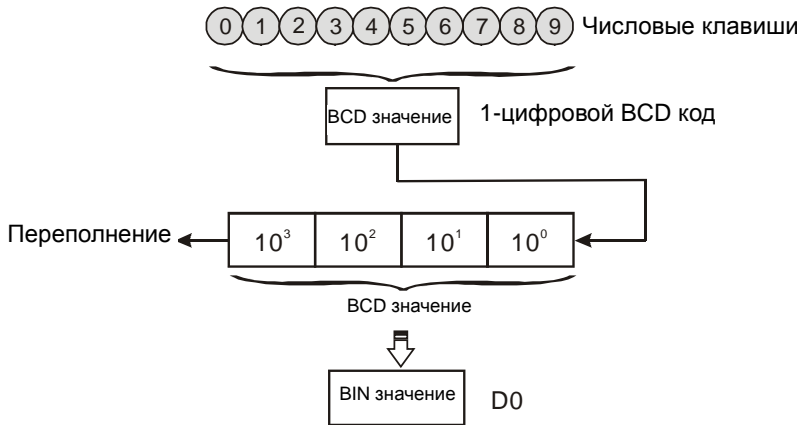 0 1 2 3 4 5 6 7 8 9 Числовые клавиши
BCD значение
1-цифровой BCD код
Переполнение
10³ 10² 10¹ 10⁰
BCD значение
BIN значение
D0